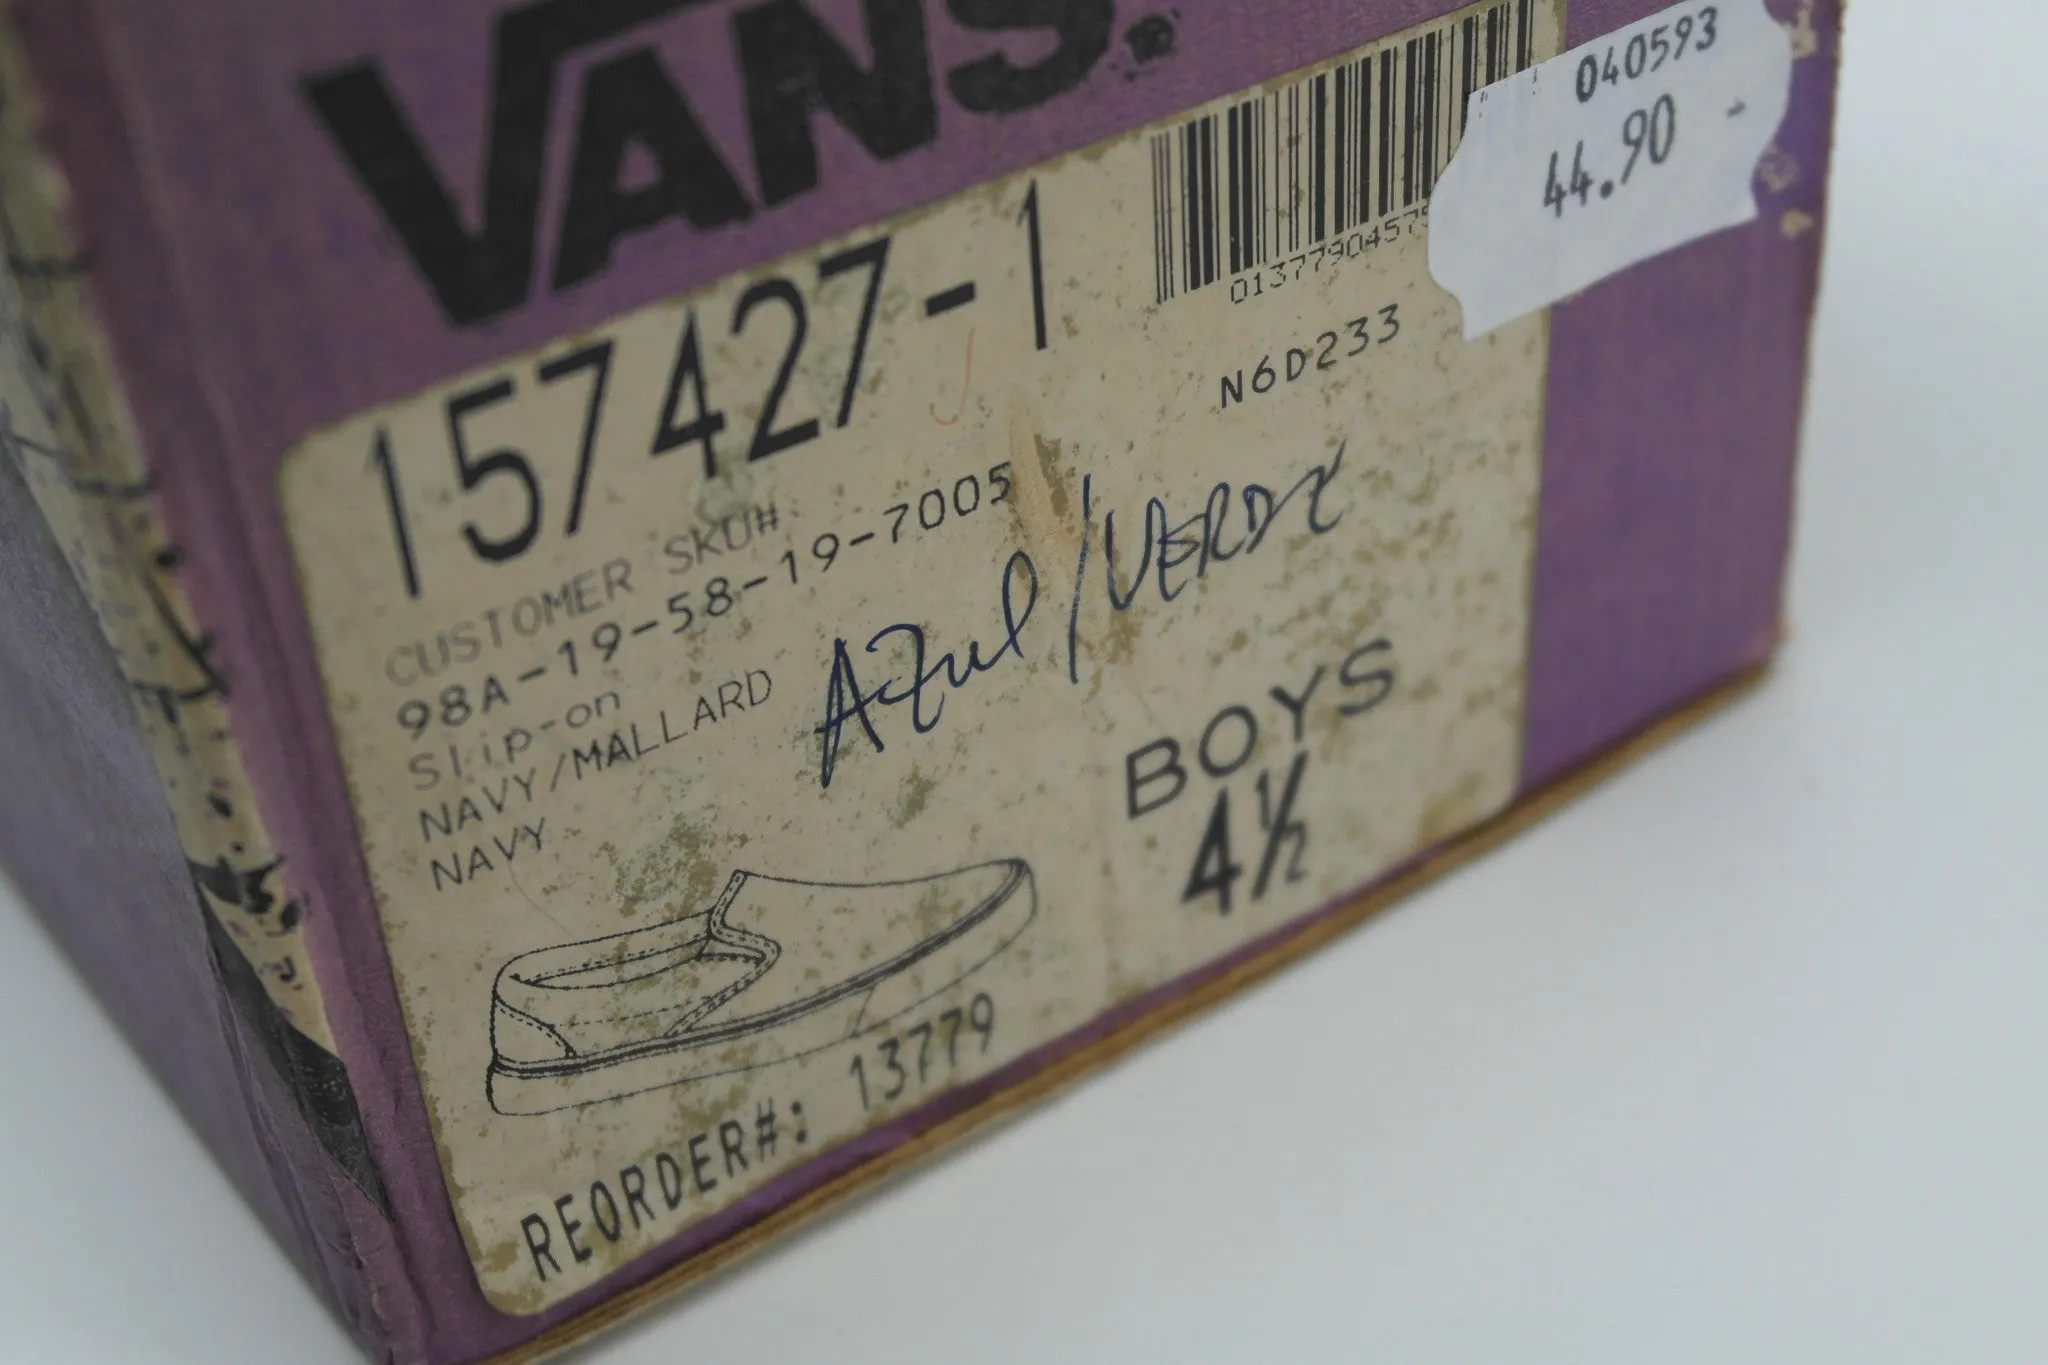 VANS.
040593
44.90 -
157427-1
01377904575
N6D233
CUSTOMER SKU#
98A-19-58-19-7005
Slip-on
NAVY/MALLARD
NAVY
AZul/VERDE
BOYS
4½
REORDER#: 13779